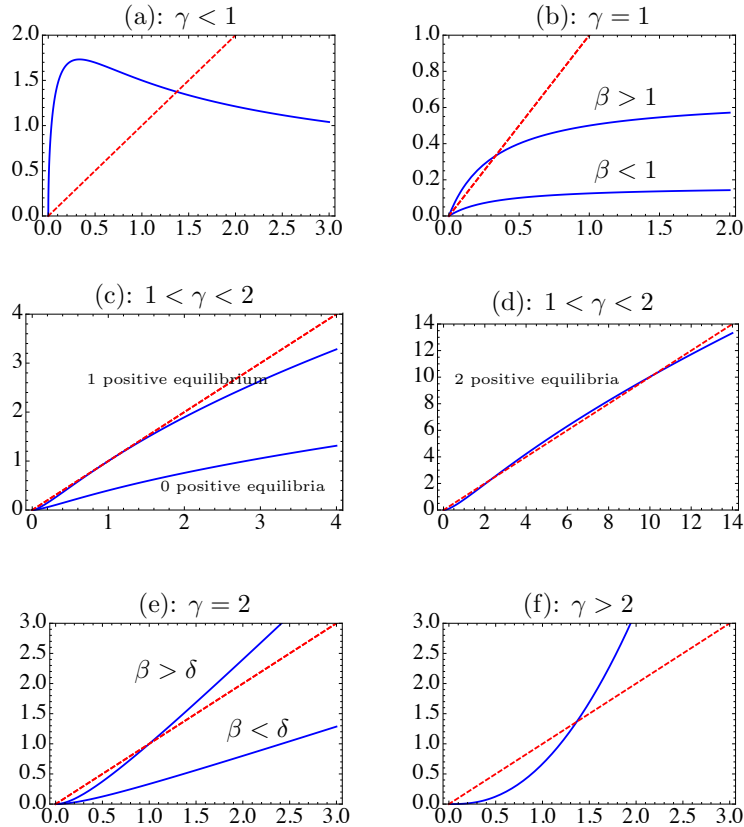 (a): γ < 1
2.0
1.5
1.0
0.5
0.0
0.0 0.5 1.0 1.5 2.0 2.5 3.0
(b): γ = 1
1.0
0.8
0.6
0.4
0.2
0.0
β > 1
β < 1
0.0 0.5 1.0 1.5 2.0
(c): 1 < γ < 2
4
3
2
1
0
1 positive equilibrium
0 positive equilibria
0 1 2 3 4
(d): 1 < γ < 2
14
12
10
8
6
4
2
0
2 positive equilibria
0 2 4 6 8 10 12 14
(e): γ = 2
3.0
2.5
2.0
1.5
1.0
0.5
0.0
β > δ
β < δ
0.0 0.5 1.0 1.5 2.0 2.5 3.0
(f): γ > 2
3.0
2.5
2.0
1.5
1.0
0.5
0.0
0.0 0.5 1.0 1.5 2.0 2.5 3.0